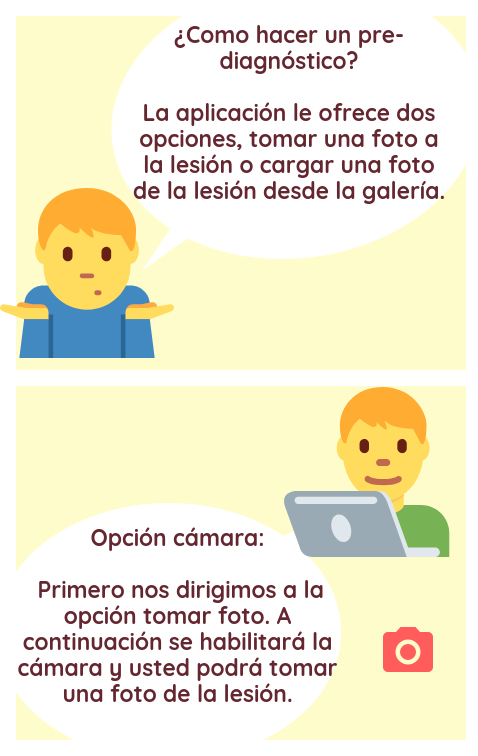 ¿Como hacer un pre-
diagnóstico?
La aplicación le ofrece dos
opciones, tomar una foto a
la lesión o cargar una foto
de la lesión desde la galería.
Opción cámara:
Primero nos dirigimos a la
opción tomar foto. A
continuación se habilitará la
cámara y usted podrá tomar
una foto de la lesión.